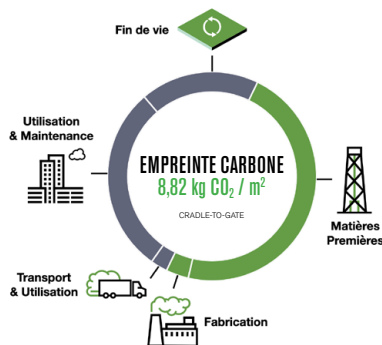 Fin de vie
Utilisation
& Maintenance
EMPREINTE CARBONE
8,82 kg CO₂ / m²
CRADLE-TO-GATE
Matières
Premières
Transport
& Utilisation
Fabrication